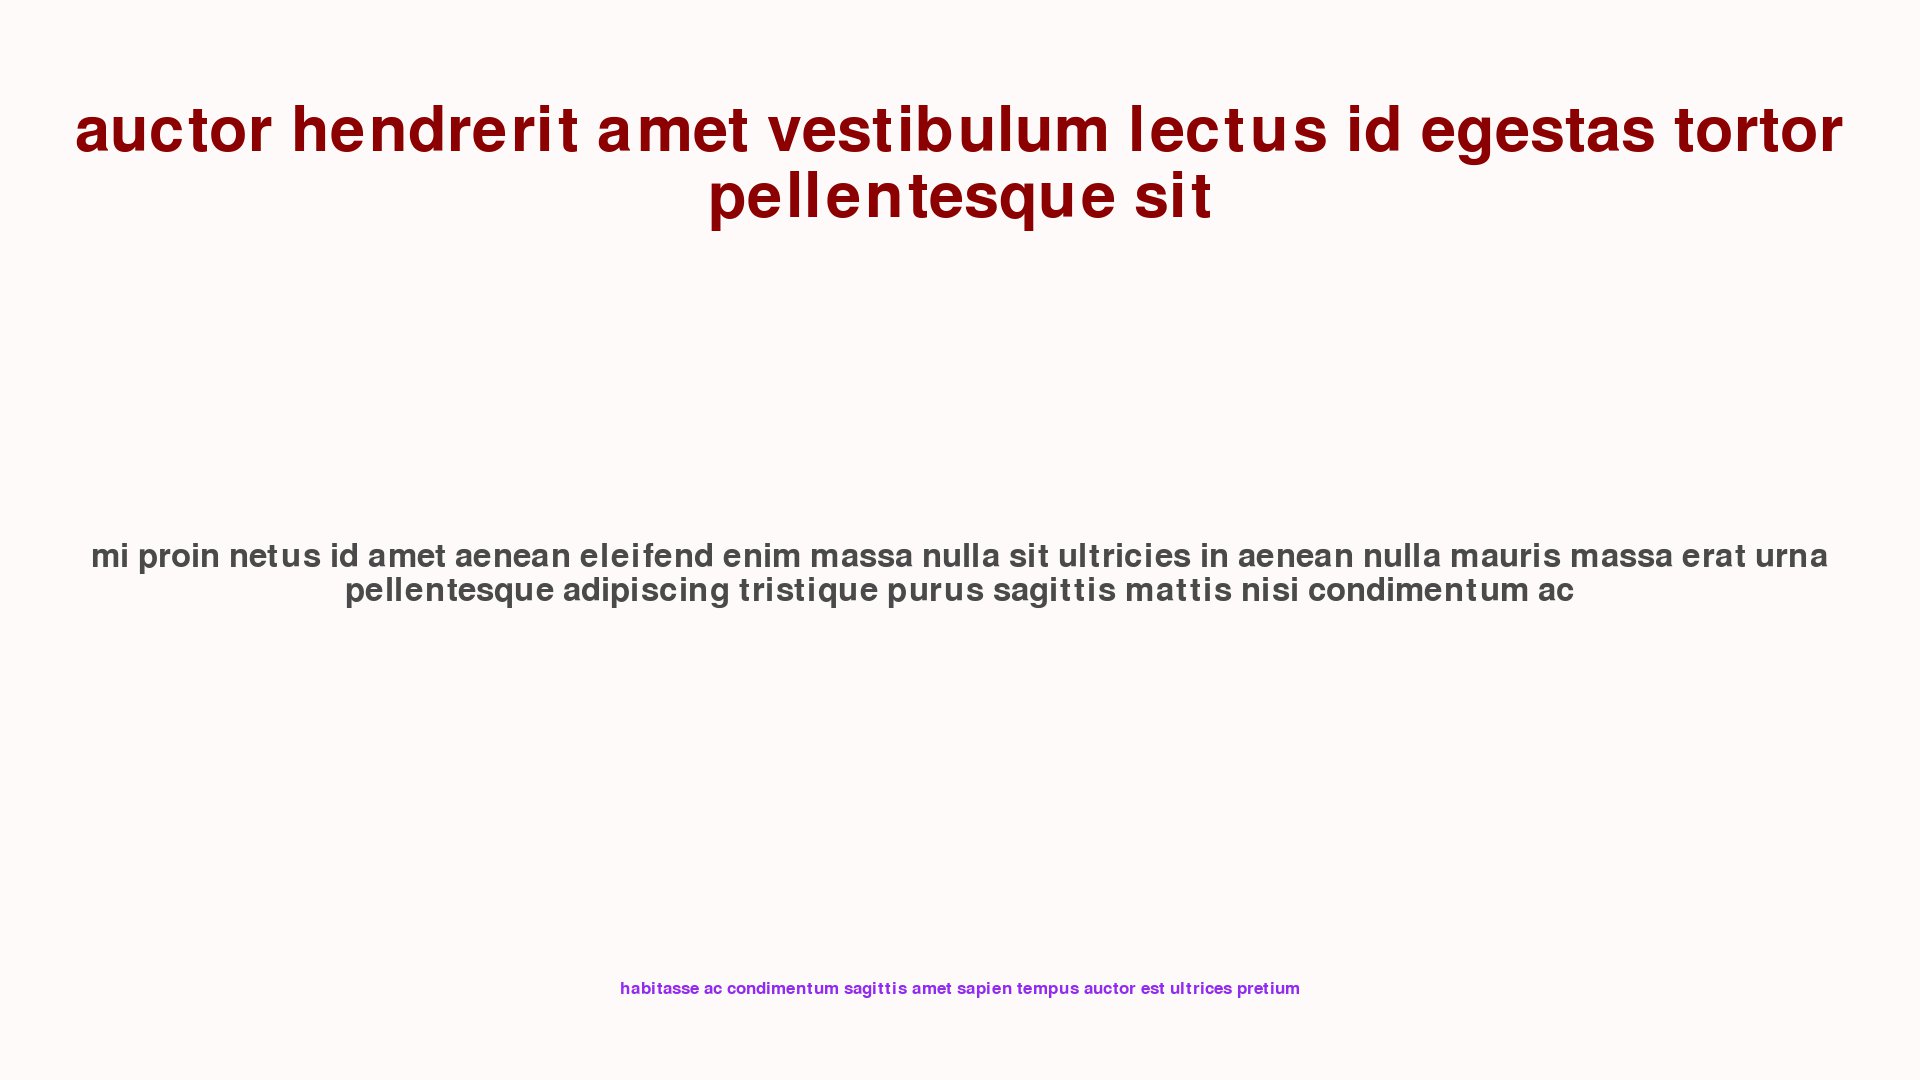 auctor hendrerit amet vestibulum lectus id egestas tortor
pellentesque sit
mi proin netus id amet aenean eleifend enim massa nulla sit ultricies in aenean nulla mauris massa erat urna
pellentesque adipiscing tristique purus sagittis mattis nisi condimentum ac
habitasse ac condimentum sagittis amet sapien tempus auctor est ultrices pretium